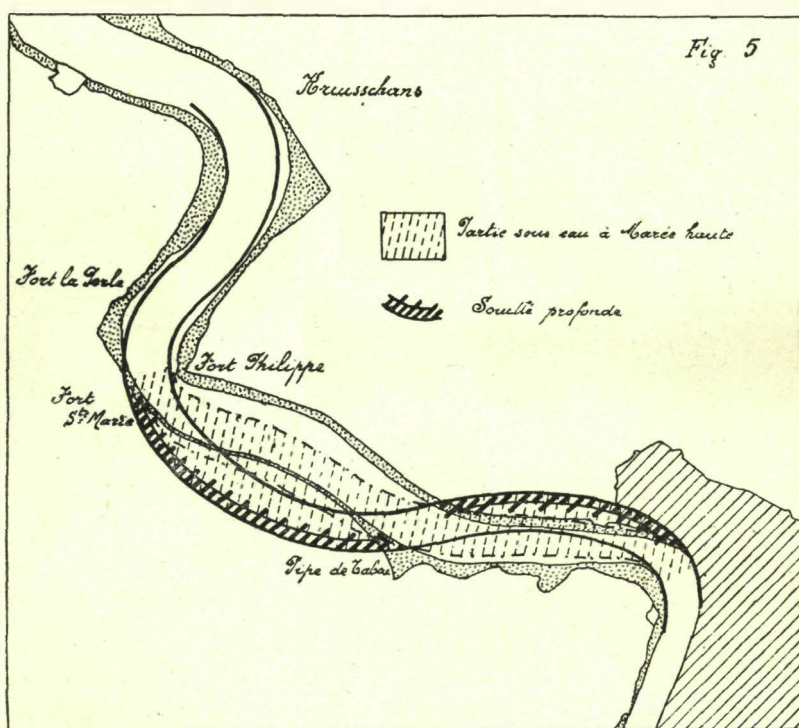 Fig. 5
Kruisschans
Partie sous eau à Marée haute
Fort la Perle
Souille profonde
Fort Philippe
Fort
Ste Marie
Pipe de Tabac